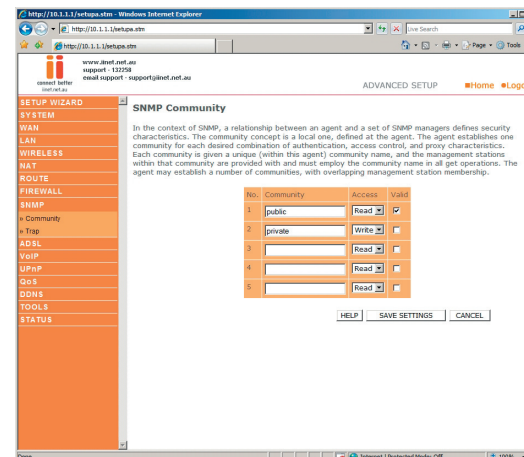 http://10.1.1.1/setupa.stm - Windows Internet Explorer
http://10.1.1.1/setupa.stm
Live Search
http://10.1.1.1/setupa.stm
Page
Tools
connect better
iinet.net.au
www.iinet.net.au
support - 132258
email support - support@iinet.net.au
ADVANCED SETUP
Home
Logo
SETUP WIZARD
SYSTEM
WAN
LAN
WIRELESS
NAT
ROUTE
FIREWALL
SNMP
» Community
» Trap
ADSL
VoIP
UPnP
QoS
DDNS
TOOLS
STATUS
SNMP Community
In the context of SNMP, a relationship between an agent and a set of SNMP managers defines security
characteristics. The community concept is a local one, defined at the agent. The agent establishes one
community for each desired combination of authentication, access control, and proxy characteristics.
Each community is given a unique (within this agent) community name, and the management stations
within that community are provided with and must employ the community name in all get operations. The
agent may establish a number of communities, with overlapping management station membership.
No. Community Access Valid
1 public Read
2 private Write
3 Read
4 Read
5 Read
HELP SAVE SETTINGS CANCEL
Done
Internet | Protected Mode: Off
100%